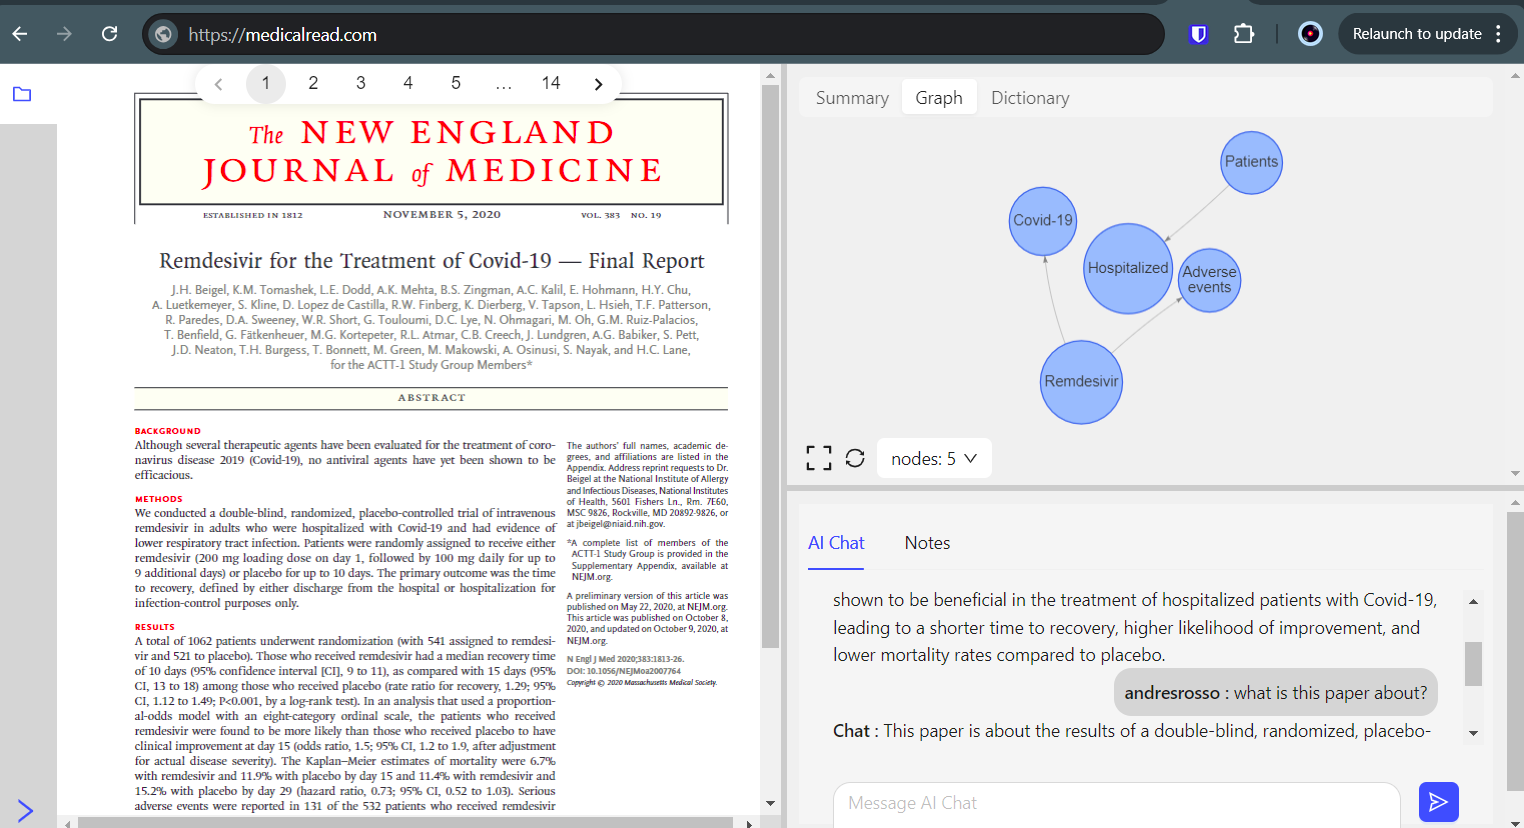 https://medicalread.com
Relaunch to update
1 2 3 4 5 ... 14
The NEW ENGLAND
JOURNAL of MEDICINE
ESTABLISHED IN 1812 NOVEMBER 5, 2020 VOL. 383 NO. 19
Remdesivir for the Treatment of Covid-19 — Final Report
J.H. Beigel, K.M. Tomashek, L.E. Dodd, A.K. Mehta, B.S. Zingman, A.C. Kalil, E. Hohmann, H.Y. Chu,
A. Luetkemeyer, S. Kline, D. Lopez de Castilla, R.W. Finberg, K. Dierberg, V. Tapson, L. Hsieh, T.F. Patterson,
R. Paredes, D.A. Sweeney, W.R. Short, G. Touloumi, D.C. Lye, N. Ohmagari, M. Oh, G.M. Ruiz-Palacios,
T. Benfield, G. Fätkenheuer, M.G. Kortepeter, R.L. Atmar, C.B. Creech, J. Lundgren, A.G. Babiker, S. Pett,
J.D. Neaton, T.H. Burgess, T. Bonnett, M. Green, M. Makowski, A. Osinusi, S. Nayak, and H.C. Lane,
for the ACTT-1 Study Group Members*
ABSTRACT
BACKGROUND
Although several therapeutic agents have been evaluated for the treatment of coro-
navirus disease 2019 (Covid-19), no antiviral agents have yet been shown to be
efficacious.
METHODS
We conducted a double-blind, randomized, placebo-controlled trial of intravenous
remdesivir in adults who were hospitalized with Covid-19 and had evidence of
lower respiratory tract infection. Patients were randomly assigned to receive either
remdesivir (200 mg loading dose on day 1, followed by 100 mg daily for up to
9 additional days) or placebo for up to 10 days. The primary outcome was the time
to recovery, defined by either discharge from the hospital or hospitalization for
infection-control purposes only.
RESULTS
A total of 1062 patients underwent randomization (with 541 assigned to remdesi-
vir and 521 to placebo). Those who received remdesivir had a median recovery time
of 10 days (95% confidence interval [CI], 9 to 11), as compared with 15 days (95%
CI, 13 to 18) among those who received placebo (rate ratio for recovery, 1.29; 95%
CI, 1.12 to 1.49; P<0.001, by a log-rank test). In an analysis that used a proportion-
al-odds model with an eight-category ordinal scale, the patients who received
remdesivir were found to be more likely than those who received placebo to have
clinical improvement at day 15 (odds ratio, 1.5; 95% CI, 1.2 to 1.9, after adjustment
for actual disease severity). The Kaplan–Meier estimates of mortality were 6.7%
with remdesivir and 11.9% with placebo by day 15 and 11.4% with remdesivir and
15.2% with placebo by day 29 (hazard ratio, 0.73; 95% CI, 0.52 to 1.03). Serious
adverse events were reported in 131 of the 532 patients who received remdesivir
The authors' full names, academic de-
grees, and affiliations are listed in the
Appendix. Address reprint requests to Dr.
Beigel at the National Institute of Allergy
and Infectious Diseases, National Institutes
of Health, 5601 Fishers Ln., Rm. 7E60,
MSC 9826, Rockville, MD 20892-9826, or
at jbeigel@niaid.nih.gov.
*A complete list of members of the
ACTT-1 Study Group is provided in the
Supplementary Appendix, available at
NEJM.org.
A preliminary version of this article was
published on May 22, 2020, at NEJM.org.
This article was published on October 8,
2020, and updated on October 9, 2020, at
NEJM.org.
N Engl J Med 2020;383:1813-26.
DOI: 10.1056/NEJMoa2007764
Copyright © 2020 Massachusetts Medical Society.
Summary Graph Dictionary
Patients
Covid-19
Hospitalized
Adverse
events
Remdesivir
nodes: 5
AI Chat Notes
shown to be beneficial in the treatment of hospitalized patients with Covid-19,
leading to a shorter time to recovery, higher likelihood of improvement, and
lower mortality rates compared to placebo.
andresrosso : what is this paper about?
Chat : This paper is about the results of a double-blind, randomized, placebo-
Message AI Chat